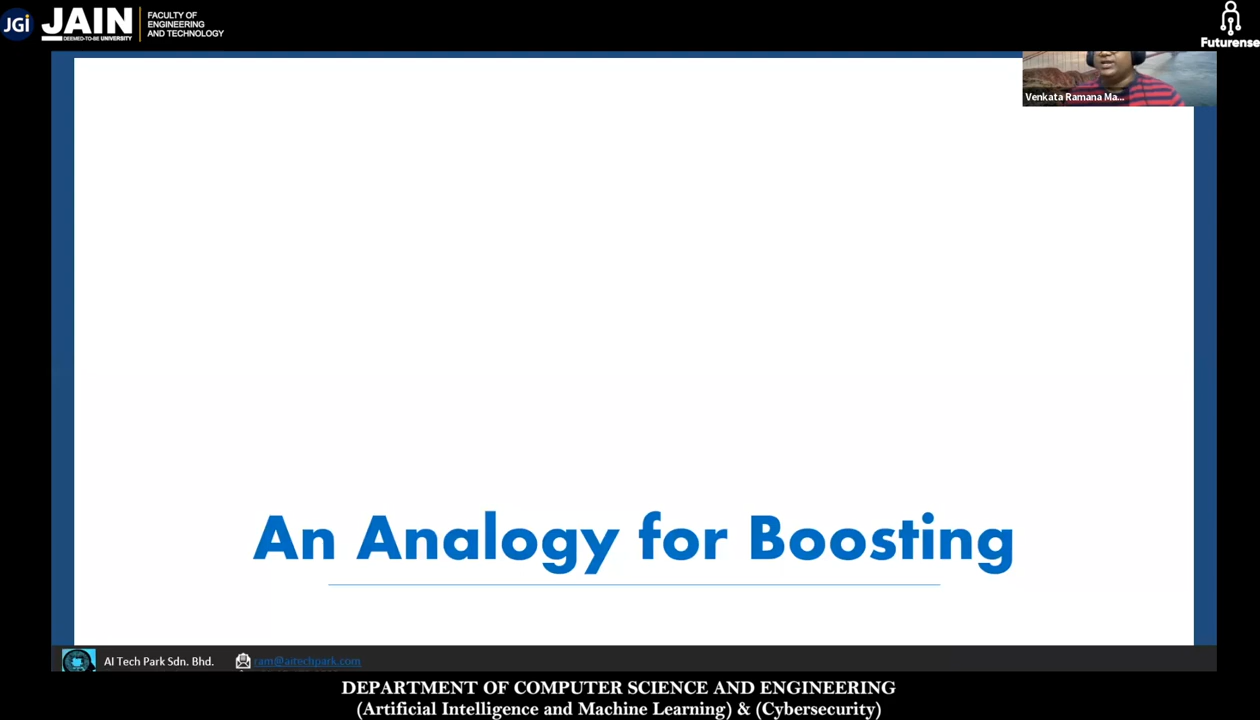 JGi JAIN
DEEMED-TO-BE UNIVERSITY
FACULTY OF
ENGINEERING
AND TECHNOLOGY
Futurense
Venkata Ramana Ma...
An Analogy for Boosting
AI Tech Park Sdn. Bhd.
ram@aitechpark.com
DEPARTMENT OF COMPUTER SCIENCE AND ENGINEERING
(Artificial Intelligence and Machine Learning) & (Cybersecurity)